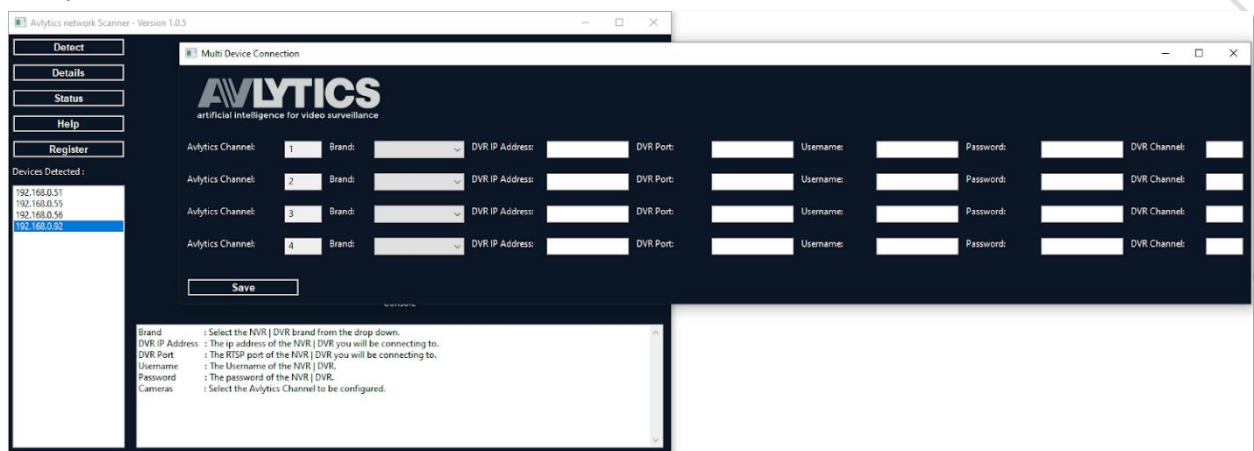 Avlytics network Scanner - Version 1.0.5
Detect
Details
Status
Help
Register
Devices Detected :
192.168.0.51
192.168.0.55
192.168.0.56
192.168.0.92
Multi Device Connection
AVLYTICS
artificial intelligence for video surveillance
Avlytics Channel: 1 Brand: DVR IP Address: DVR Port: Username: Password: DVR Channel:
Avlytics Channel: 2 Brand: DVR IP Address: DVR Port: Username: Password: DVR Channel:
Avlytics Channel: 3 Brand: DVR IP Address: DVR Port: Username: Password: DVR Channel:
Avlytics Channel: 4 Brand: DVR IP Address: DVR Port: Username: Password: DVR Channel:
Save
Brand : Select the NVR | DVR brand from the drop down.
DVR IP Address : The ip address of the NVR | DVR you will be connecting to.
DVR Port : The RTSP port of the NVR | DVR you will be connecting to.
Username : The Username of the NVR | DVR.
Password : The password of the NVR | DVR.
Cameras : Select the Avlytics Channel to be configured.